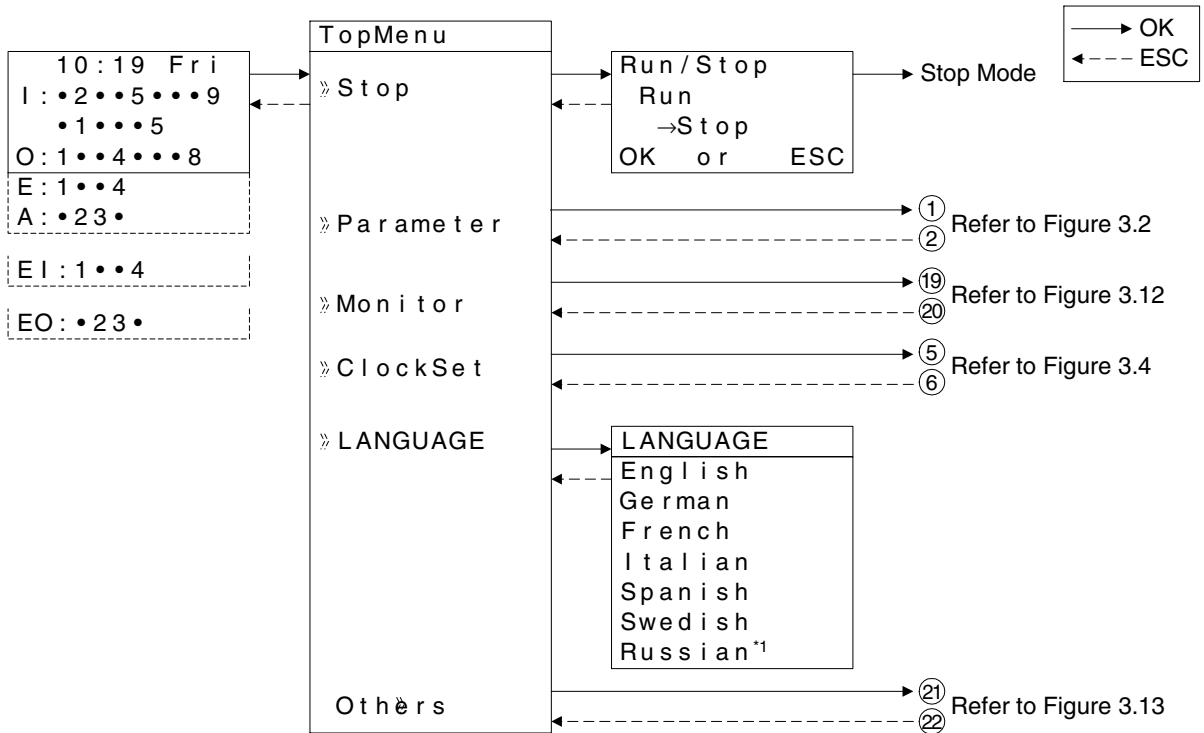 → OK
←--- ESC
10:19 Fri
I:•2••5•••9
•1•••5
O:1••4•••8
E:1••4
A:•23•
EI:1••4
EO:•23•
TopMenu
»Stop
»Parameter
»Monitor
»ClockSet
»LANGUAGE
Others
Run/Stop
Run
→Stop
OK or ESC
Stop Mode
① Refer to Figure 3.2
②
⑲ Refer to Figure 3.12
⑳
⑤ Refer to Figure 3.4
⑥
LANGUAGE
English
German
French
Italian
Spanish
Swedish
Russian*1
㉑ Refer to Figure 3.13
㉒